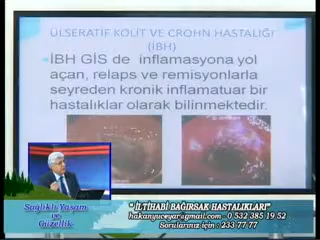 ÜLSERATİF KOLİT VE CROHN HASTALIĞI
(İBH)
İBH GİS de inflamasyona yol
açan, relaps ve remisyonlarla
seyreden kronik inflamatuar bir
hastalıklar olarak bilinmektedir.
Sağlıklı Yaşam
ve
Güzellik
" İLTİHABİ BAĞIRSAK HASTALIKLARI"
hakanyuceyar@gmail.com 0 532 385 19 52
Sorularınız için : 233 77 77